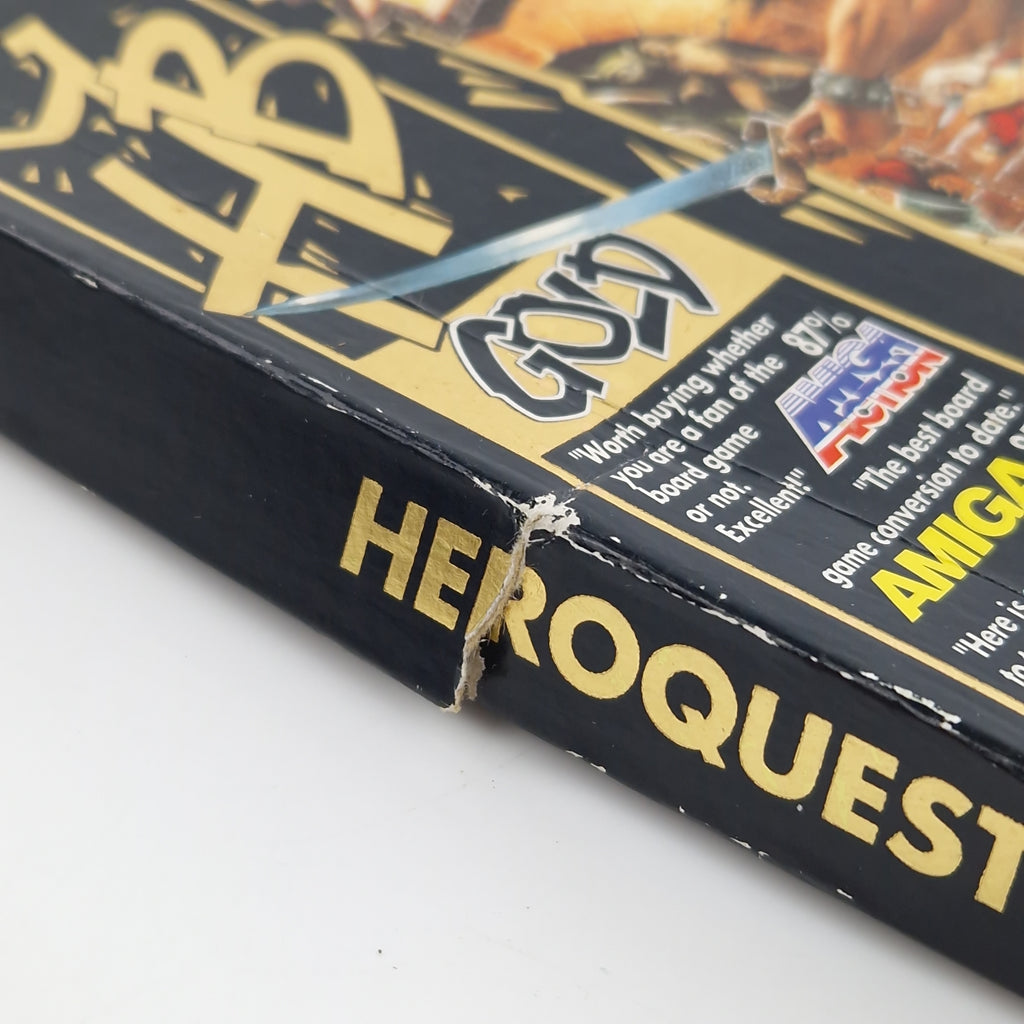 GOLD
"Worth buying whether
you are a fan of the
board game
or not.
Excellent!"
87%
AMIGA
ACTION
"The best board
game conversion to date."
AMIGA
"Here is
HEROQUEST